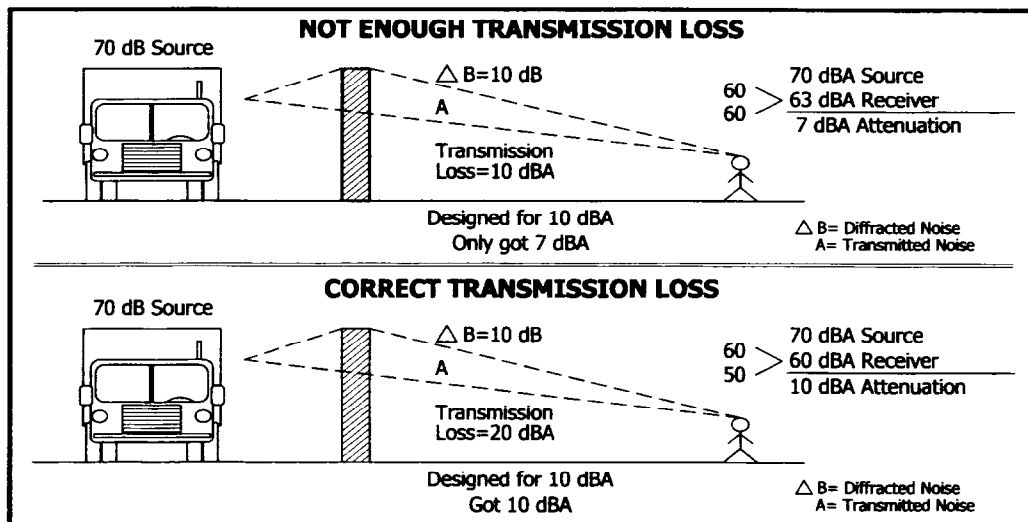 NOT ENOUGH TRANSMISSION LOSS
70 dB Source
△ B=10 dB
A
Transmission
Loss=10 dBA
60
60
70 dBA Source
63 dBA Receiver
7 dBA Attenuation
Designed for 10 dBA
Only got 7 dBA
△ B= Diffracted Noise
A= Transmitted Noise
CORRECT TRANSMISSION LOSS
70 dB Source
△ B=10 dB
A
Transmission
Loss=20 dBA
60
50
70 dBA Source
60 dBA Receiver
10 dBA Attenuation
Designed for 10 dBA
Got 10 dBA
△ B= Diffracted Noise
A= Transmitted Noise